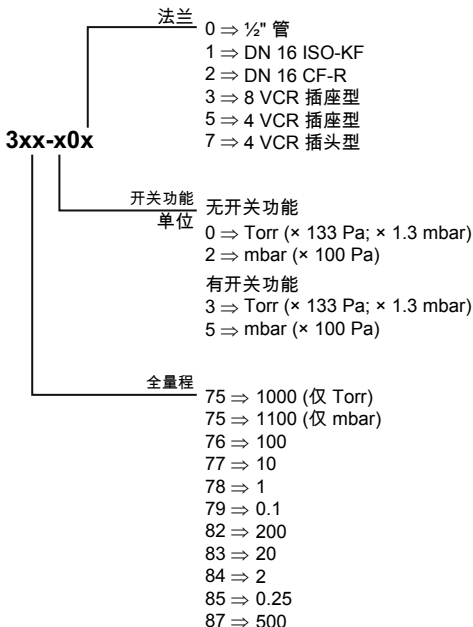 法兰
0 ⇒ ½" 管
1 ⇒ DN 16 ISO-KF
2 ⇒ DN 16 CF-R
3 ⇒ 8 VCR 插座型
5 ⇒ 4 VCR 插座型
7 ⇒ 4 VCR 插头型
3xx-x0x
开关功能
单位
无开关功能
0 ⇒ Torr (× 133 Pa; × 1.3 mbar)
2 ⇒ mbar (× 100 Pa)
有开关功能
3 ⇒ Torr (× 133 Pa; × 1.3 mbar)
5 ⇒ mbar (× 100 Pa)
全量程
75 ⇒ 1000 (仅 Torr)
75 ⇒ 1100 (仅 mbar)
76 ⇒ 100
77 ⇒ 10
78 ⇒ 1
79 ⇒ 0.1
82 ⇒ 200
83 ⇒ 20
84 ⇒ 2
85 ⇒ 0.25
87 ⇒ 500